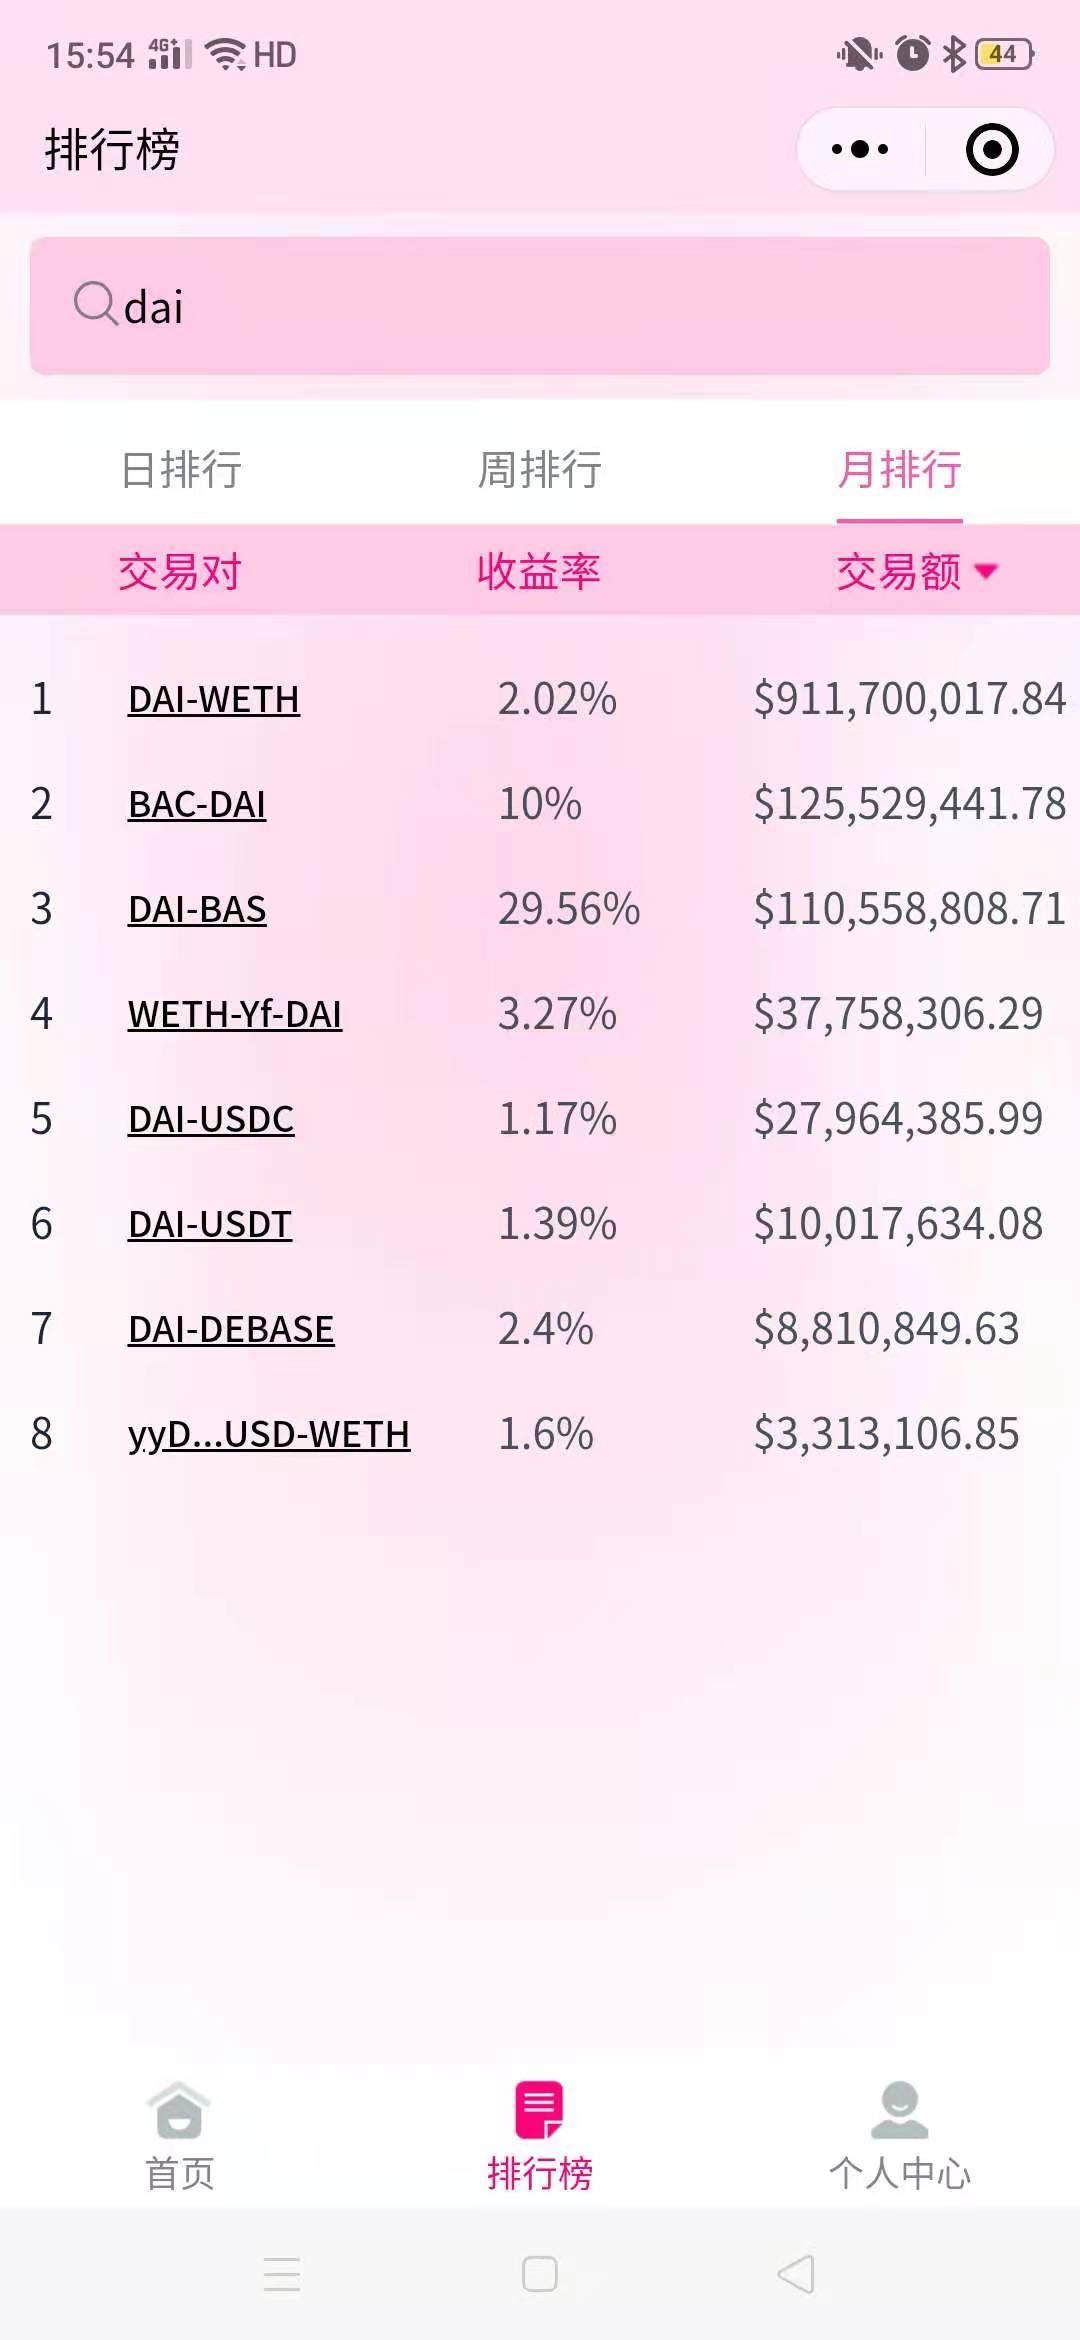 15:54 4G+ HD 44
排行榜
dai
日排行 周排行 月排行
交易对 收益率 交易额
1 DAI-WETH 2.02% $911,700,017.84
2 BAC-DAI 10% $125,529,441.78
3 DAI-BAS 29.56% $110,558,808.71
4 WETH-Yf-DAI 3.27% $37,758,306.29
5 DAI-USDC 1.17% $27,964,385.99
6 DAI-USDT 1.39% $10,017,634.08
7 DAI-DEBASE 2.4% $8,810,849.63
8 yyD...USD-WETH 1.6% $3,313,106.85
首页 排行榜 个人中心